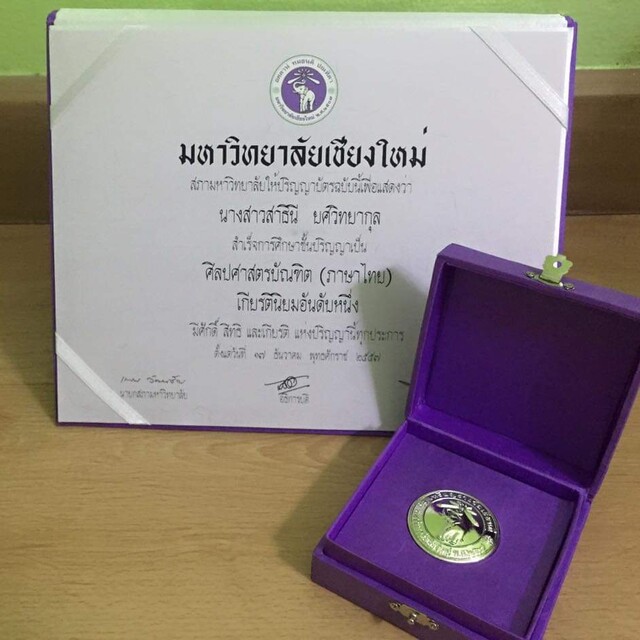 มหาวิทยาลัยเชียงใหม่
สภามหาวิทยาลัยให้ปริญญาบัตรฉบับนี้เพื่อแสดงว่า
นางสาวสาธินี ยศวิทยากุล
สำเร็จการศึกษาชั้นปริญญาเป็น
ศิลปศาสตรบัณฑิต (ภาษาไทย)
เกียรตินิยมอันดับหนึ่ง
มีศักดิ์ สิทธิ และเกียรติ แห่งปริญญานี้ทุกประการ
ตั้งแต่วันที่ ๑๗ ธันวาคม พุทธศักราช ๒๕๕๗
นายกสภามหาวิทยาลัย
อธิการบดี